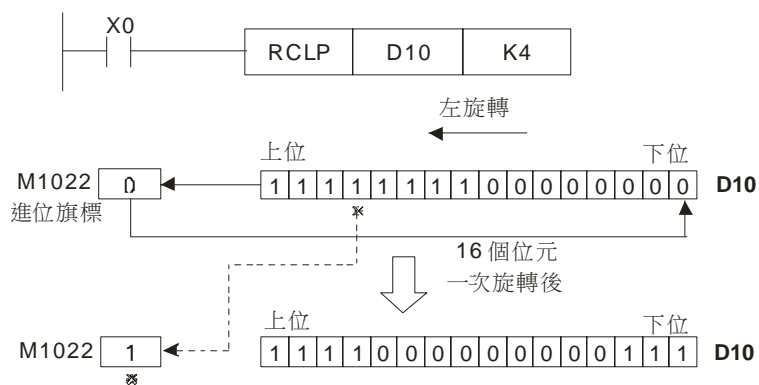 X0
RCLP D10 K4
左旋轉
上位 下位
M1022 0 1 1 1 1 1 1 1 1 0 0 0 0 0 0 0 0 D10
進位旗標
※
16 個位元
一次旋轉後
上位 下位
M1022 1 1 1 1 1 0 0 0 0 0 0 0 0 0 1 1 1 D10
※